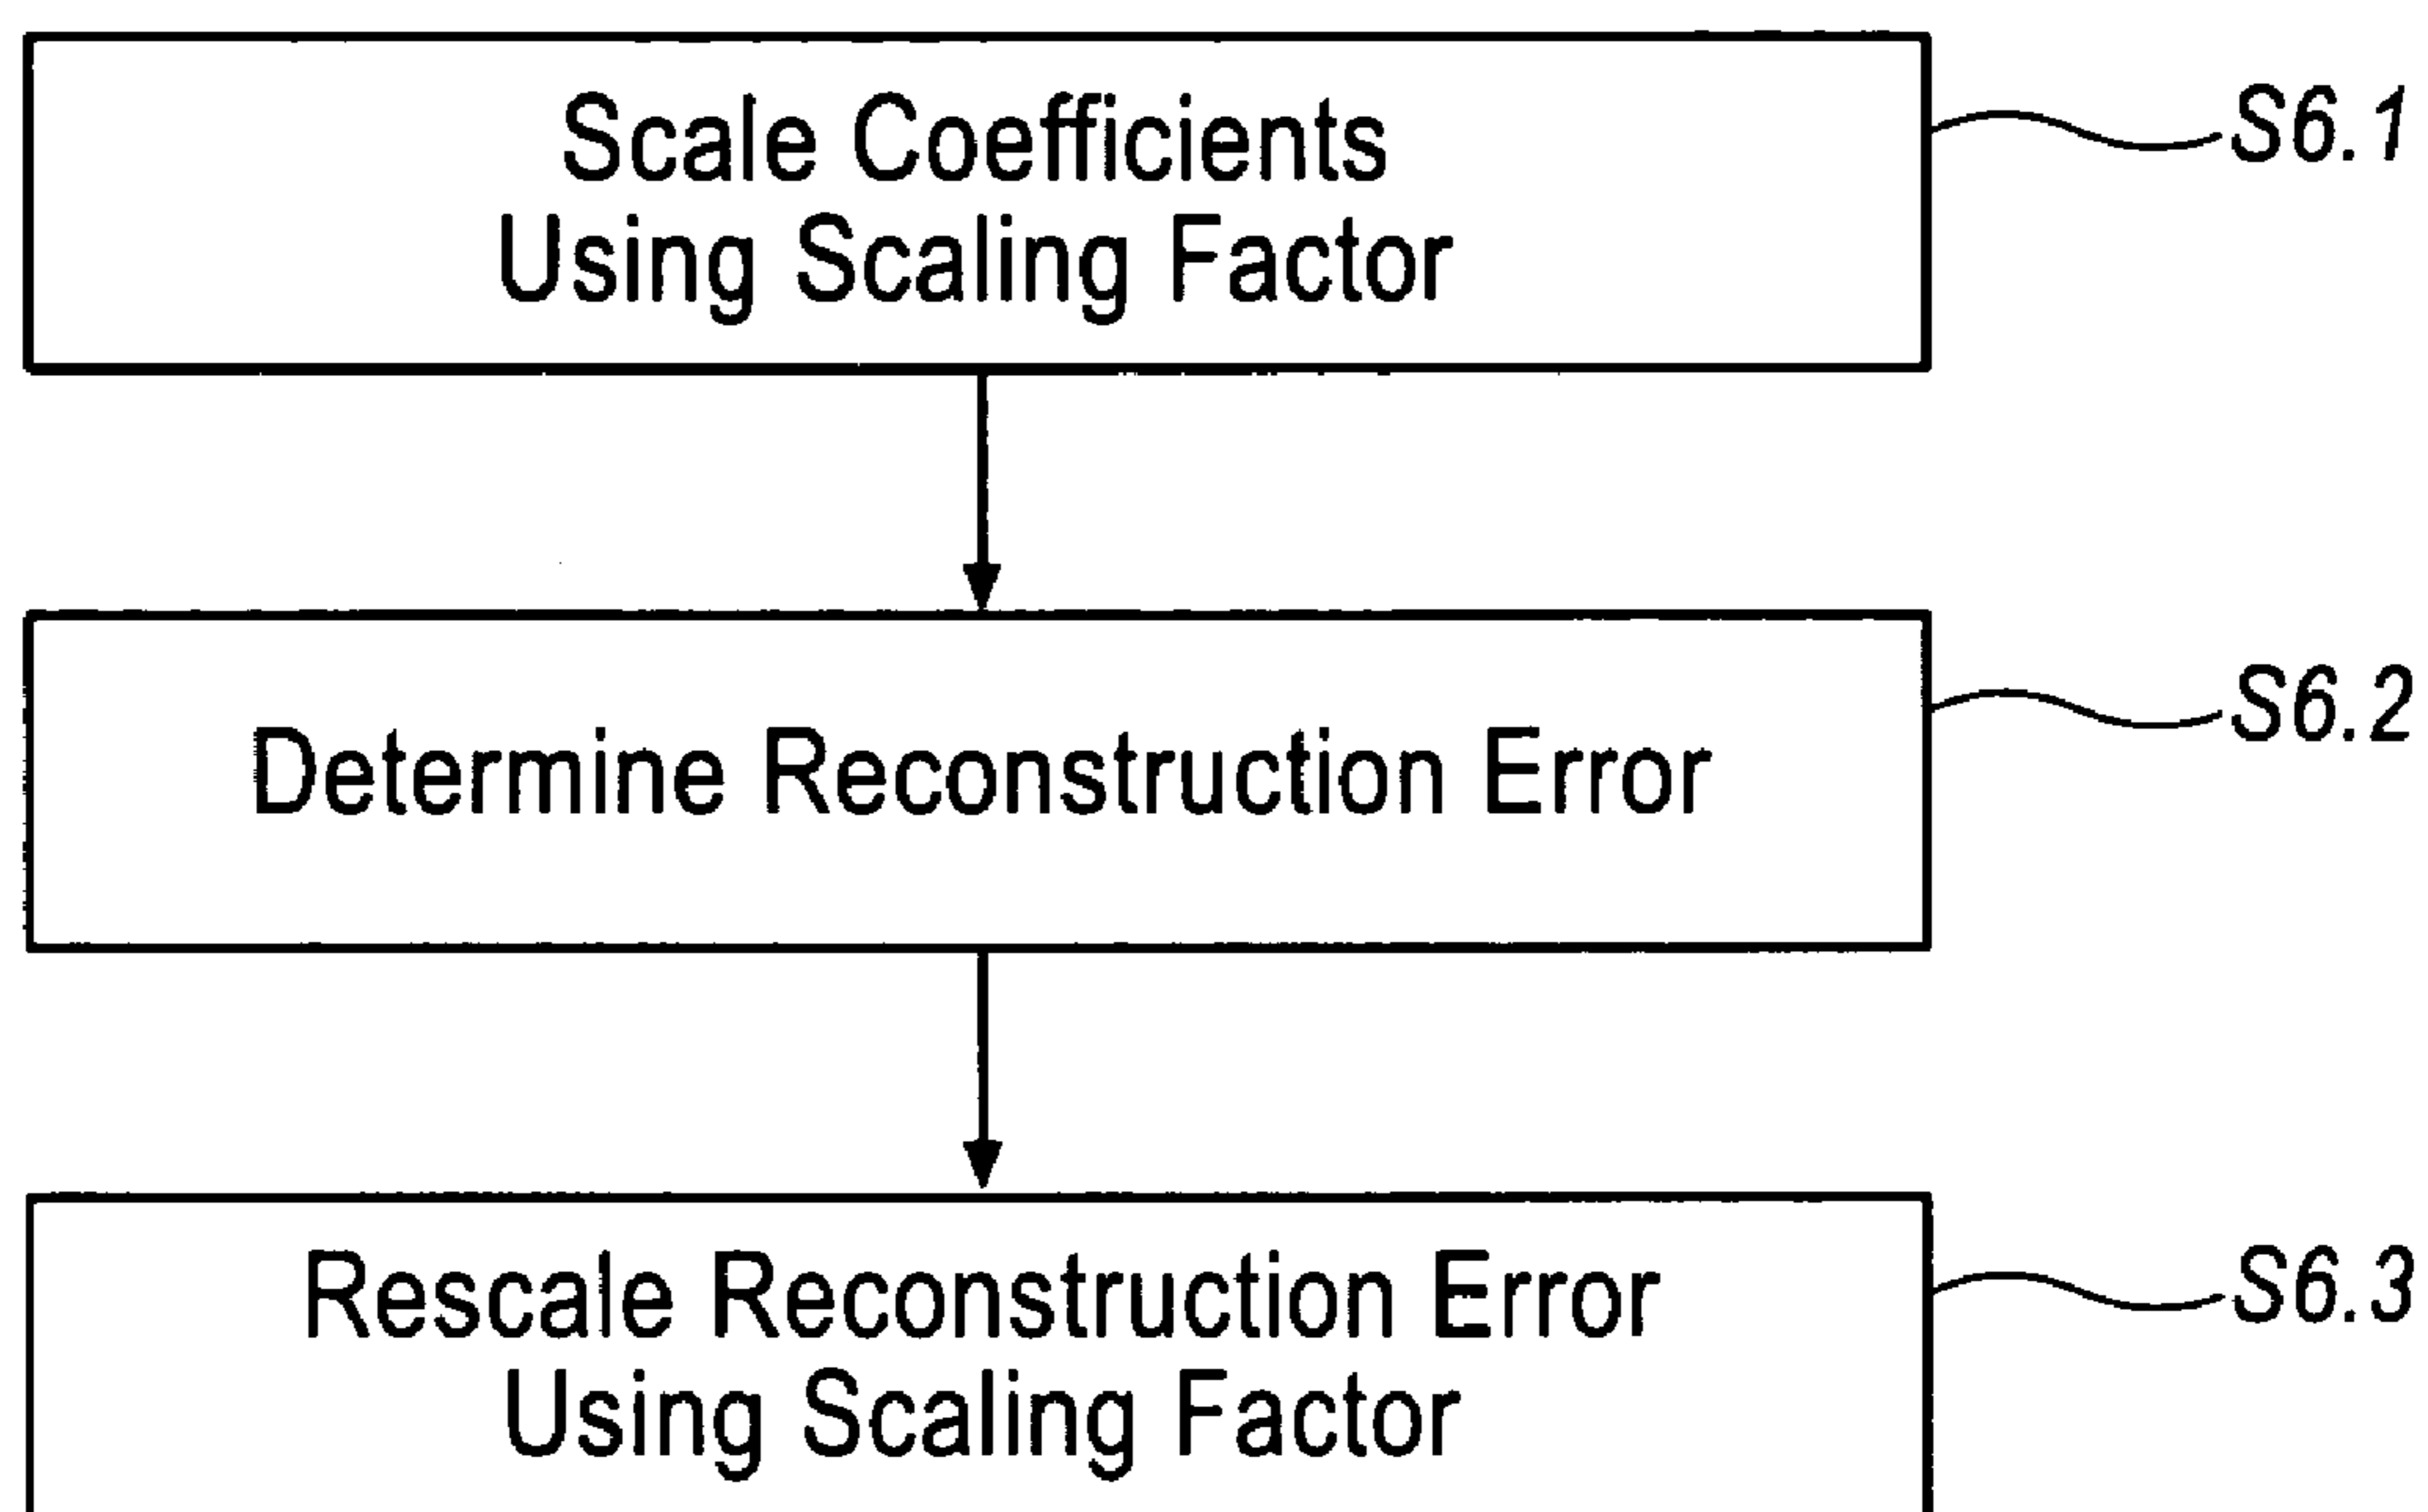 Scale Coefficients
Using Scaling Factor
S6.1
Determine Reconstruction Error
S6.2
Rescale Reconstruction Error
Using Scaling Factor
S6.3